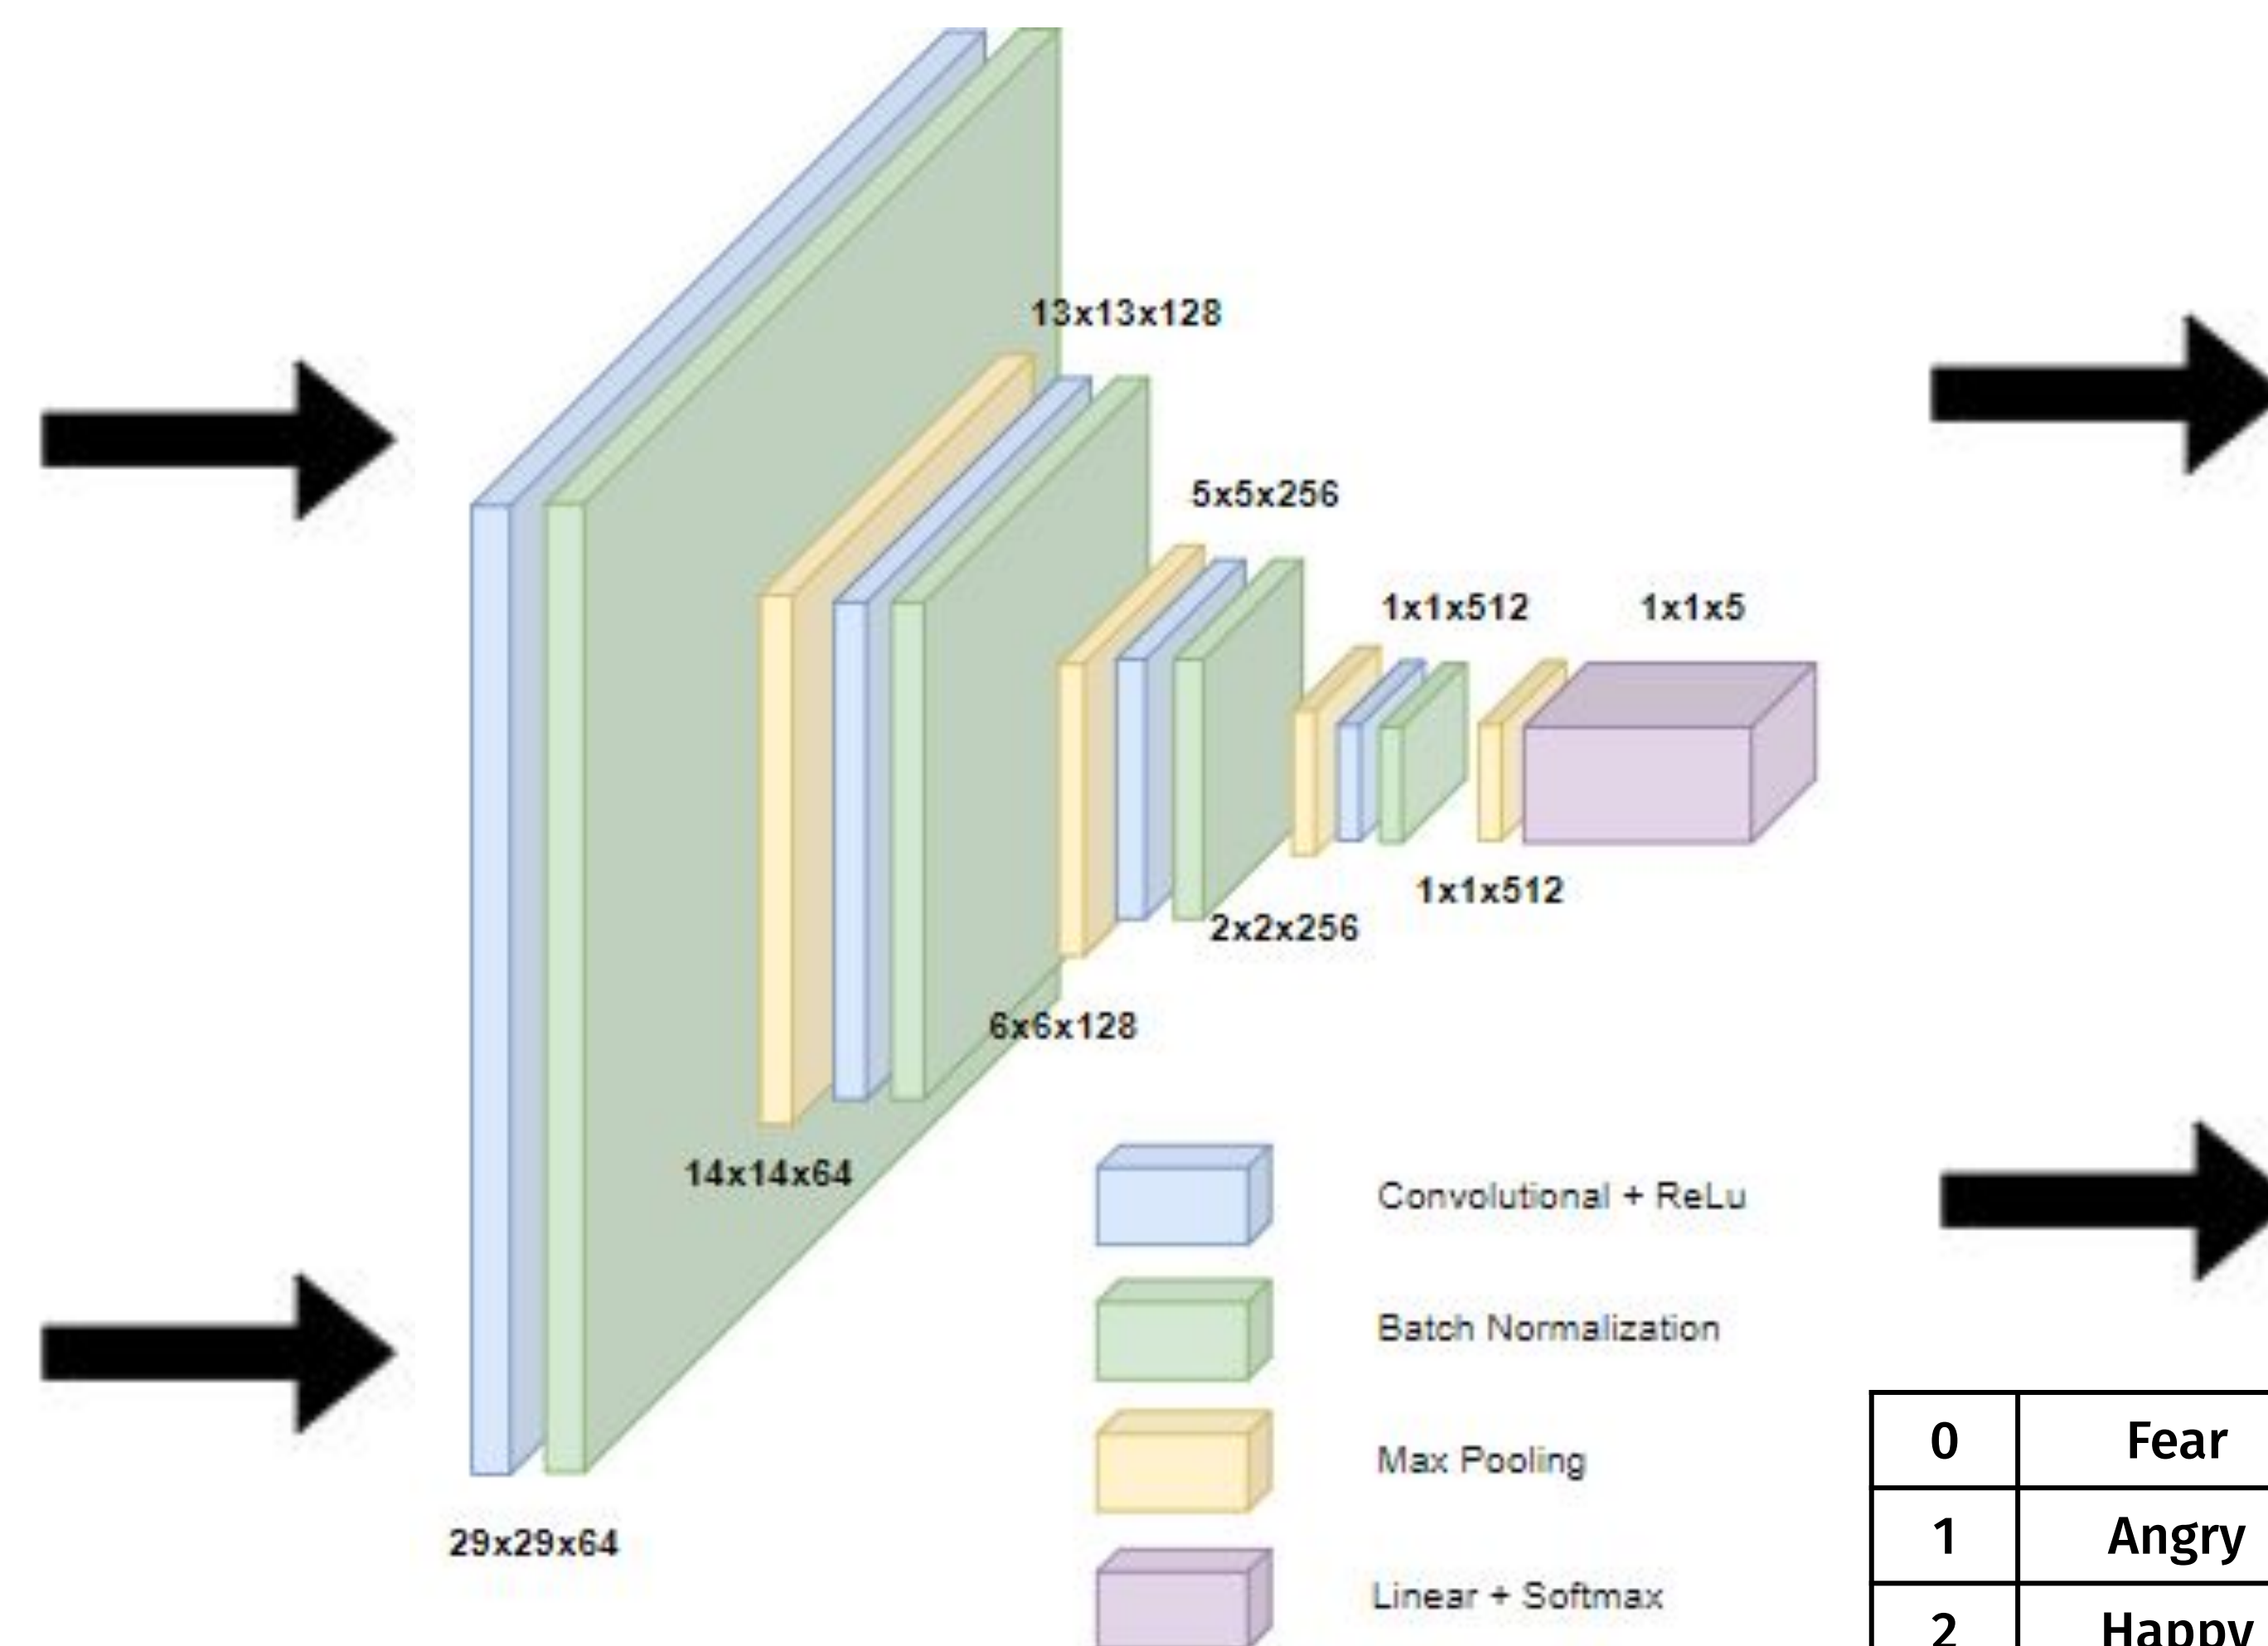 13x13x128
5x5x256
1x1x512
1x1x5
1x1x512
2x2x256
6x6x128
14x14x64
29x29x64
Convolutional + ReLu
Batch Normalization
Max Pooling
Linear + Softmax
0 Fear
1 Angry
2 Happy